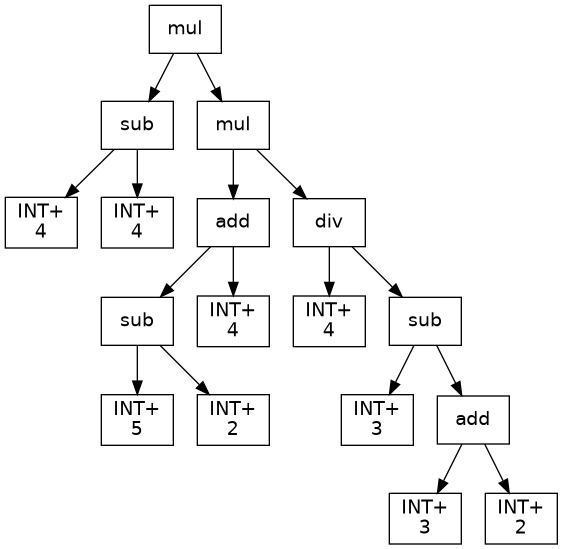 mul
sub
mul
INT+
4
INT+
4
add
div
sub
INT+
4
INT+
4
sub
INT+
5
INT+
2
INT+
3
add
INT+
3
INT+
2